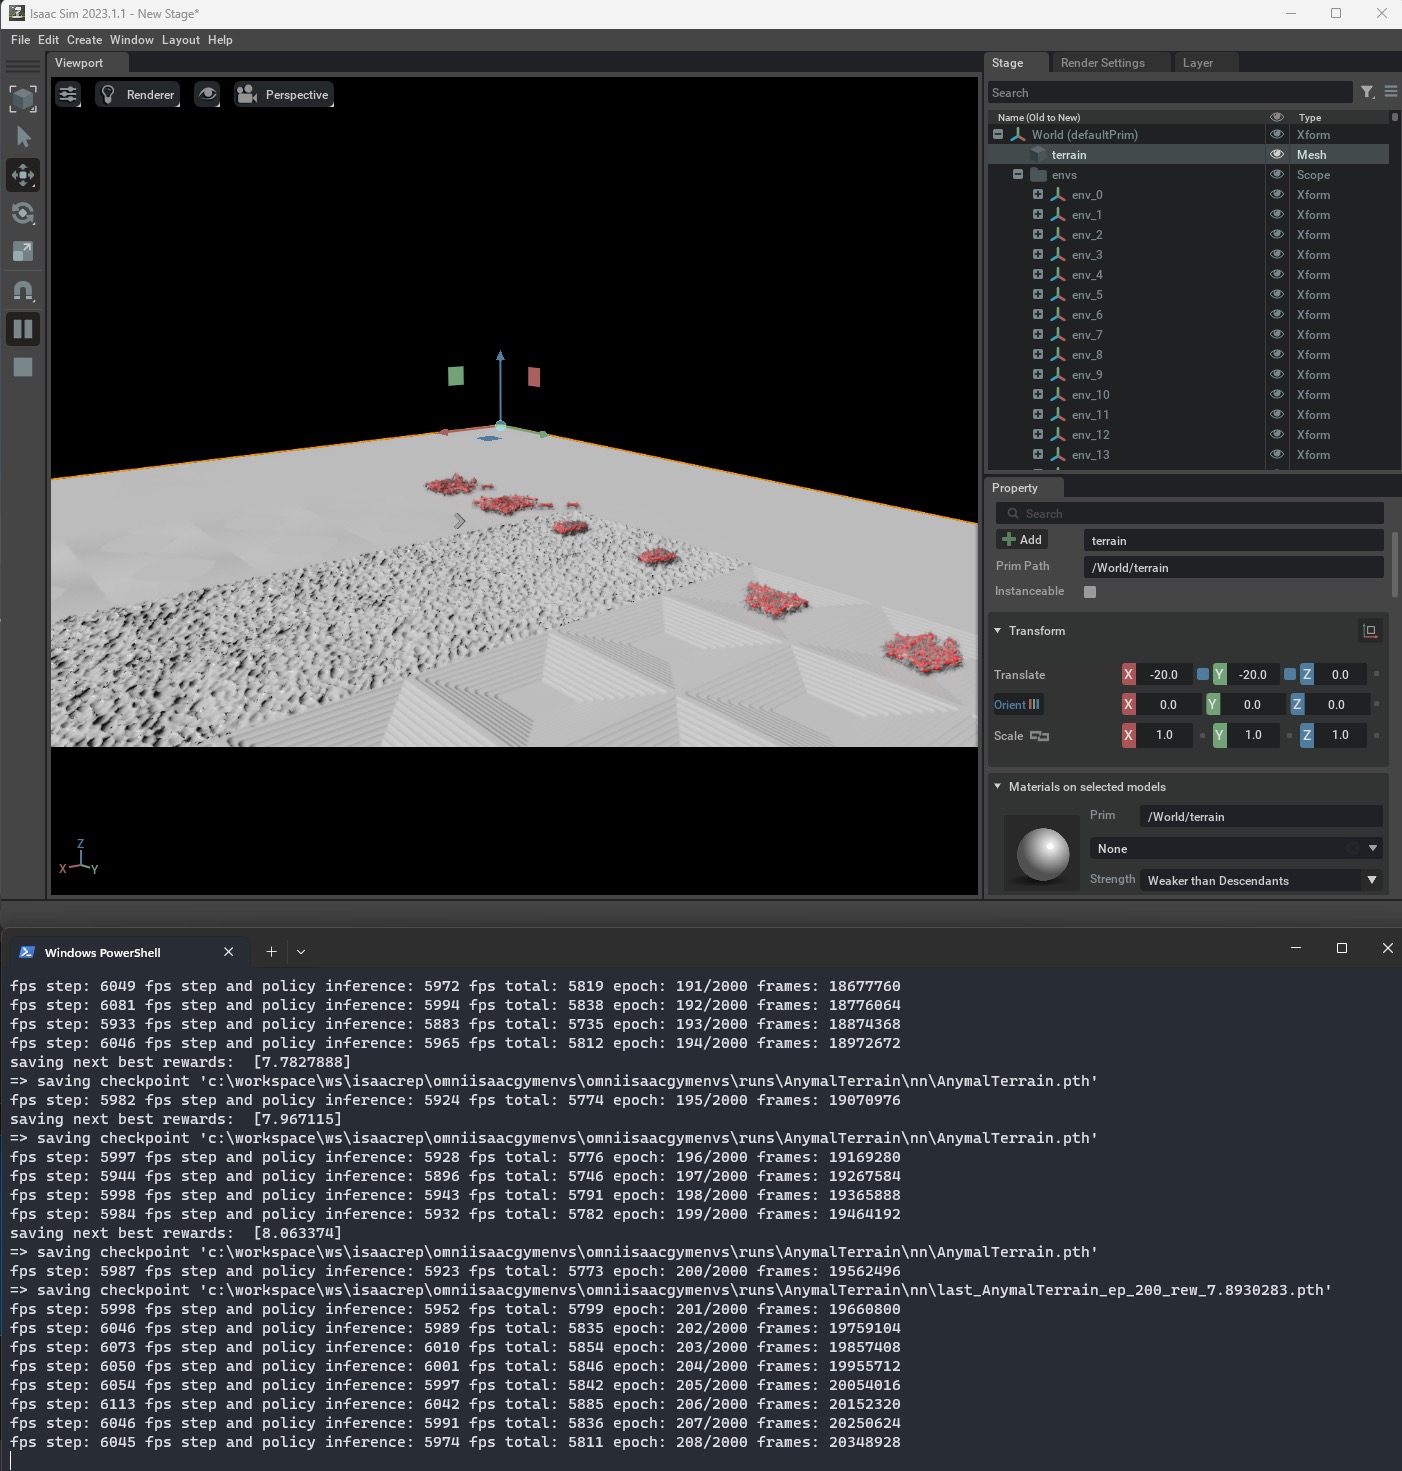 Isaac Sim 2023.1.1 - New Stage*
File Edit Create Window Layout Help
Viewport
Renderer
Perspective
Z
X
Y
Stage Render Settings Layer
Search
Name (Old to New) Type
World (defaultPrim) Xform
terrain Mesh
envs Scope
env_0 Xform
env_1 Xform
env_2 Xform
env_3 Xform
env_4 Xform
env_5 Xform
env_6 Xform
env_7 Xform
env_8 Xform
env_9 Xform
env_10 Xform
env_11 Xform
env_12 Xform
env_13 Xform
Property
Search
Add terrain
Prim Path /World/terrain
Instanceable
Transform
Translate X -20.0 Y -20.0 Z 0.0
Orient X 0.0 Y 0.0 Z 0.0
Scale X 1.0 Y 1.0 Z 1.0
Materials on selected models
Prim /World/terrain
None
Strength Weaker than Descendants
Windows PowerShell
fps step: 6049 fps step and policy inference: 5972 fps total: 5819 epoch: 191/2000 frames: 18677760
fps step: 6081 fps step and policy inference: 5994 fps total: 5838 epoch: 192/2000 frames: 18776064
fps step: 5933 fps step and policy inference: 5883 fps total: 5735 epoch: 193/2000 frames: 18874368
fps step: 6046 fps step and policy inference: 5965 fps total: 5812 epoch: 194/2000 frames: 18972672
saving next best rewards:  [7.7827888]
=> saving checkpoint 'c:\workspace\ws\isaacrep\omniisaacgymenvs\omniisaacgymenvs\runs\AnymalTerrain\nn\AnymalTerrain.pth'
fps step: 5982 fps step and policy inference: 5924 fps total: 5774 epoch: 195/2000 frames: 19070976
saving next best rewards:  [7.967115]
=> saving checkpoint 'c:\workspace\ws\isaacrep\omniisaacgymenvs\omniisaacgymenvs\runs\AnymalTerrain\nn\AnymalTerrain.pth'
fps step: 5997 fps step and policy inference: 5928 fps total: 5776 epoch: 196/2000 frames: 19169280
fps step: 5944 fps step and policy inference: 5896 fps total: 5746 epoch: 197/2000 frames: 19267584
fps step: 5998 fps step and policy inference: 5943 fps total: 5791 epoch: 198/2000 frames: 19365888
fps step: 5984 fps step and policy inference: 5932 fps total: 5782 epoch: 199/2000 frames: 19464192
saving next best rewards:  [8.063374]
=> saving checkpoint 'c:\workspace\ws\isaacrep\omniisaacgymenvs\omniisaacgymenvs\runs\AnymalTerrain\nn\AnymalTerrain.pth'
fps step: 5987 fps step and policy inference: 5923 fps total: 5773 epoch: 200/2000 frames: 19562496
=> saving checkpoint 'c:\workspace\ws\isaacrep\omniisaacgymenvs\omniisaacgymenvs\runs\AnymalTerrain\nn\last_AnymalTerrain_ep_200_rew_7.8930283.pth'
fps step: 5998 fps step and policy inference: 5952 fps total: 5799 epoch: 201/2000 frames: 19660800
fps step: 6046 fps step and policy inference: 5989 fps total: 5835 epoch: 202/2000 frames: 19759104
fps step: 6073 fps step and policy inference: 6010 fps total: 5854 epoch: 203/2000 frames: 19857408
fps step: 6050 fps step and policy inference: 6001 fps total: 5846 epoch: 204/2000 frames: 19955712
fps step: 6054 fps step and policy inference: 5997 fps total: 5842 epoch: 205/2000 frames: 20054016
fps step: 6113 fps step and policy inference: 6042 fps total: 5885 epoch: 206/2000 frames: 20152320
fps step: 6046 fps step and policy inference: 5991 fps total: 5836 epoch: 207/2000 frames: 20250624
fps step: 6045 fps step and policy inference: 5974 fps total: 5811 epoch: 208/2000 frames: 20348928